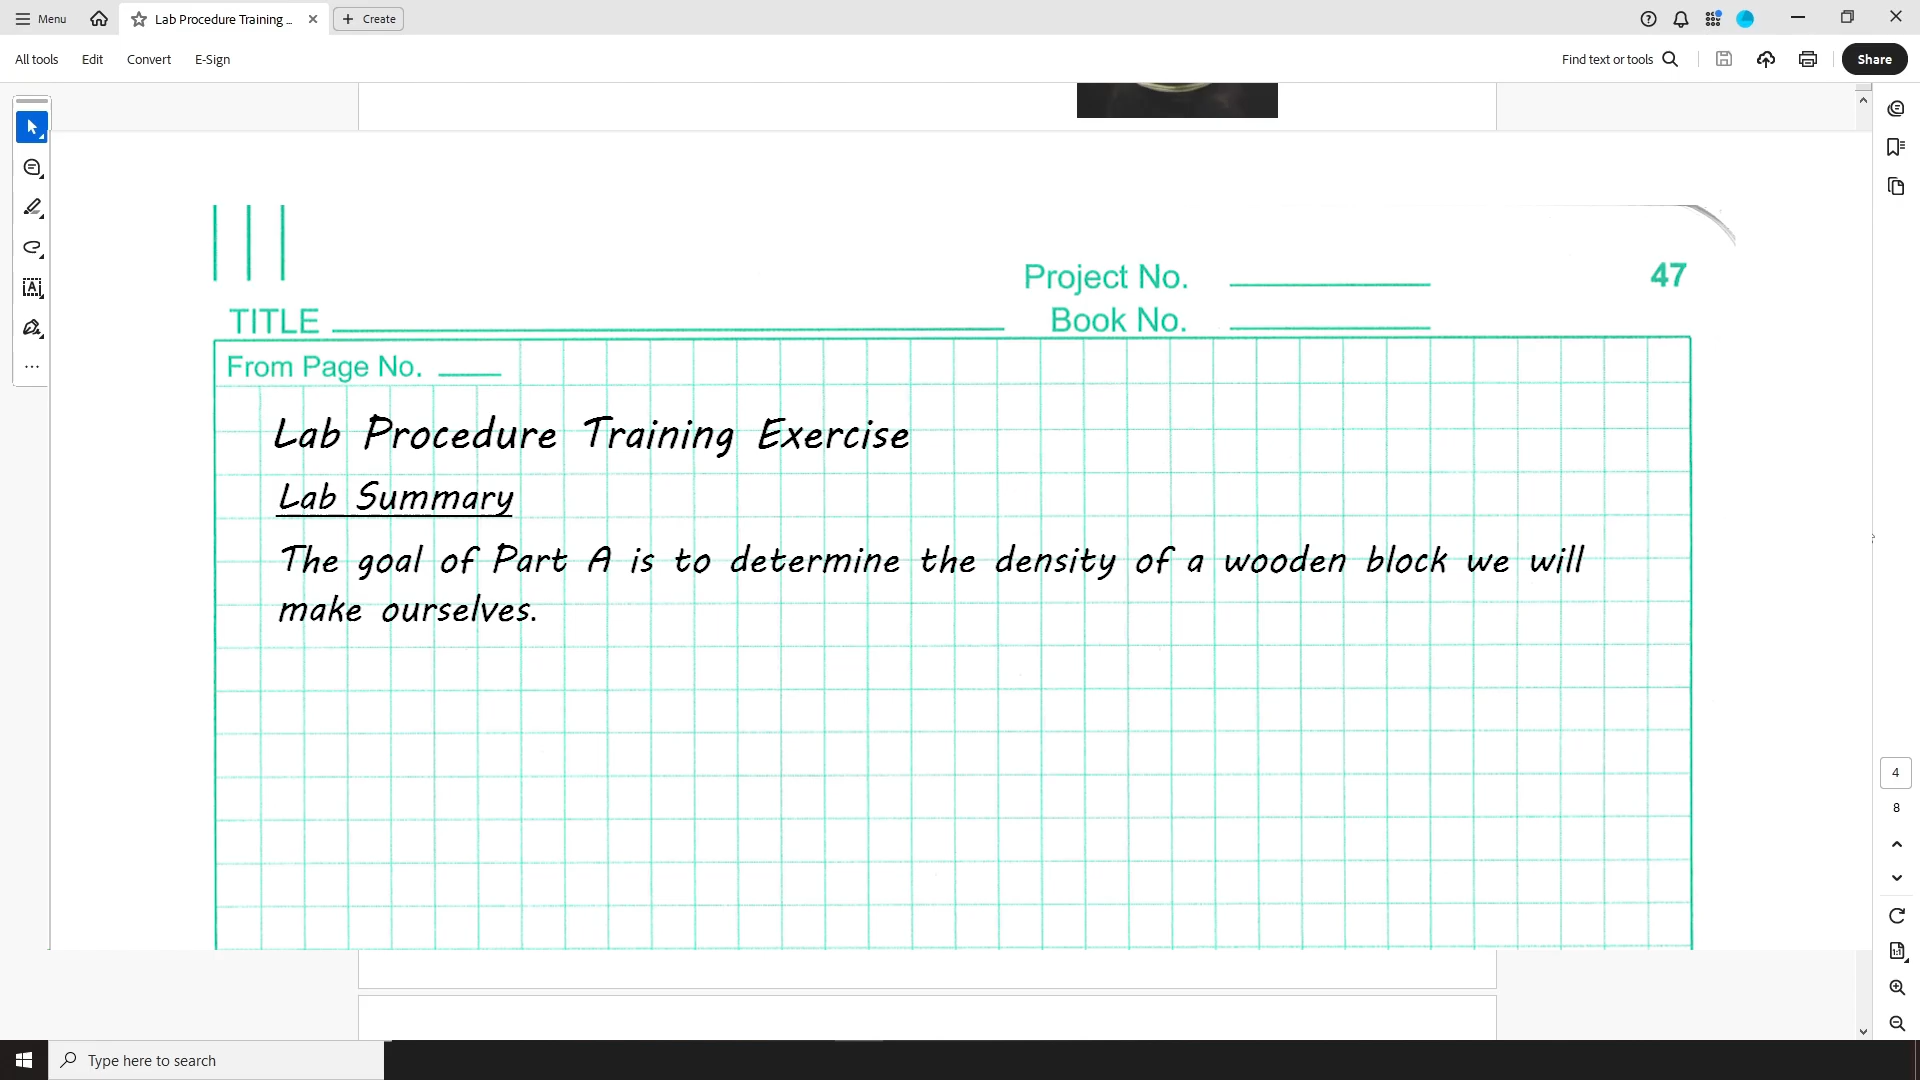 Menu
Lab Procedure Training ...
Create
All tools
Edit
Convert
E-Sign
Find text or tools
Share
Project No.
47
TITLE
Book No.
From Page No.
Lab Procedure Training Exercise
Lab Summary
The goal of Part A is to determine the density of a wooden block we will
make ourselves.
4
8
1:1
Type here to search